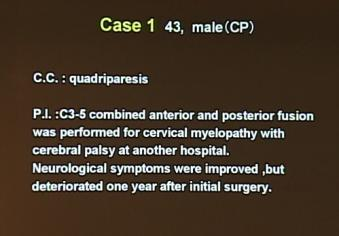 Case 1 43, male(CP)
C.C. : quadriparesis
P.I. :C3-5 combined anterior and posterior fusion
was performed for cervical myelopathy with
cerebral palsy at another hospital.
Neurological symptoms were improved ,but
deteriorated one year after initial surgery.